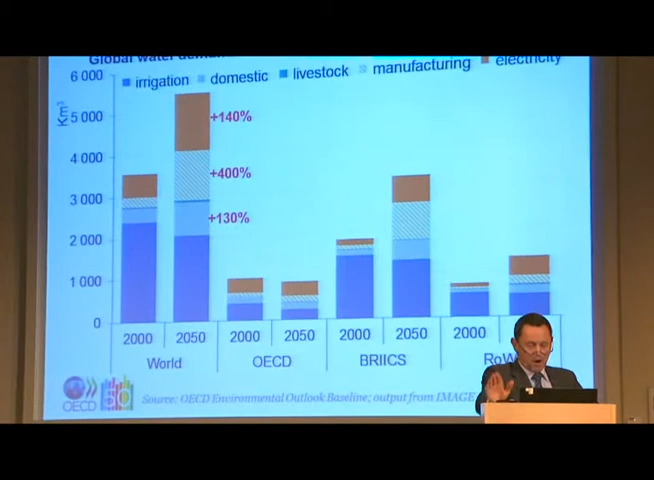 Global water
irrigation domestic livestock manufacturing electricity
6 000
Km³
5 000
+140%
4 000
+400%
3 000
+130%
2 000
1 000
0
2000 2050 2000 2050 2000 2050 2000
World OECD BRIICS RoW
OECD
Source: OECD Environmental Outlook Baseline; output from IMAGE